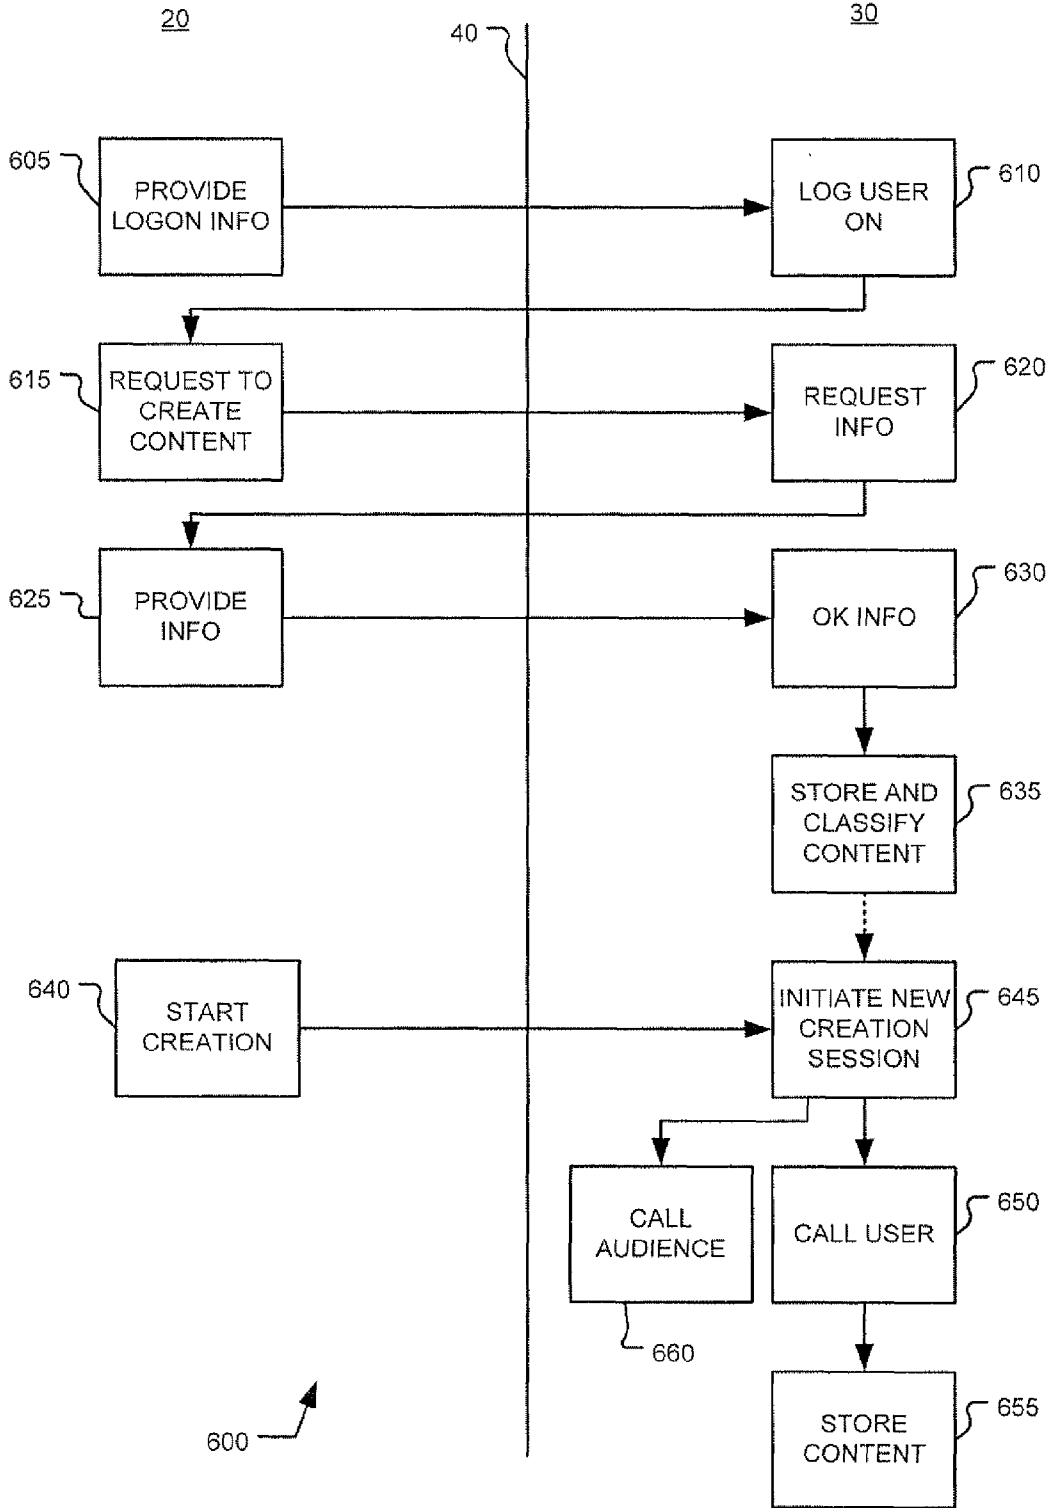 20
30
40
605
PROVIDE
LOGON INFO
LOG USER
ON
610
615
REQUEST TO
CREATE
CONTENT
REQUEST
INFO
620
625
PROVIDE
INFO
OK INFO
630
STORE AND
CLASSIFY
CONTENT
635
640
START
CREATION
INITIATE NEW
CREATION
SESSION
645
CALL
AUDIENCE
660
CALL USER
650
600
STORE
CONTENT
655